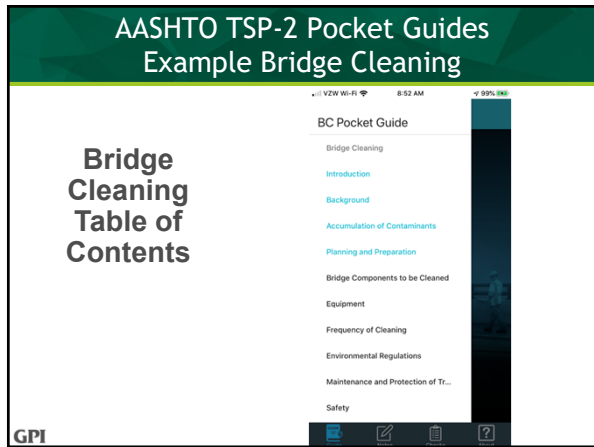 AASHTO TSP-2 Pocket Guides
Example Bridge Cleaning
VZW Wi-Fi 8:52 AM 99%
BC Pocket Guide
Bridge
Cleaning
Table of
Contents
Bridge Cleaning
Introduction
Background
Accumulation of Contaminants
Planning and Preparation
Bridge Components to be Cleaned
Equipment
Frequency of Cleaning
Environmental Regulations
Maintenance and Protection of Tr...
Safety
GPI